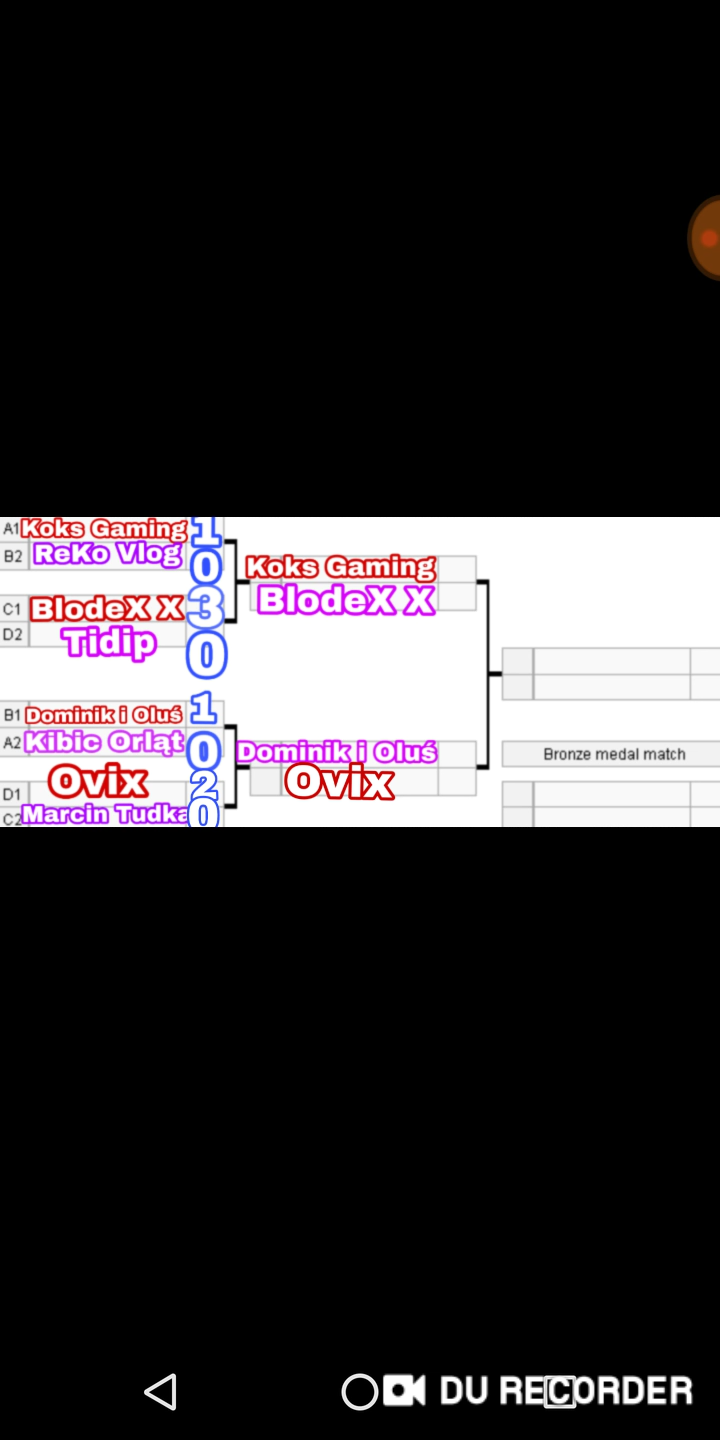 A1 Koks Gaming 1
B2 ReKo Vlog 0
C1 BlodeX X 3
D2 Tidip 0
B1 Dominik i Oluś 1
A2 Kibic Orląt 0
D1 Ovix 2
C2 Marcin Tudka 0
Koks Gaming
BlodeX X
Dominik i Oluś
Ovix
Bronze medal match
DU RECORDER